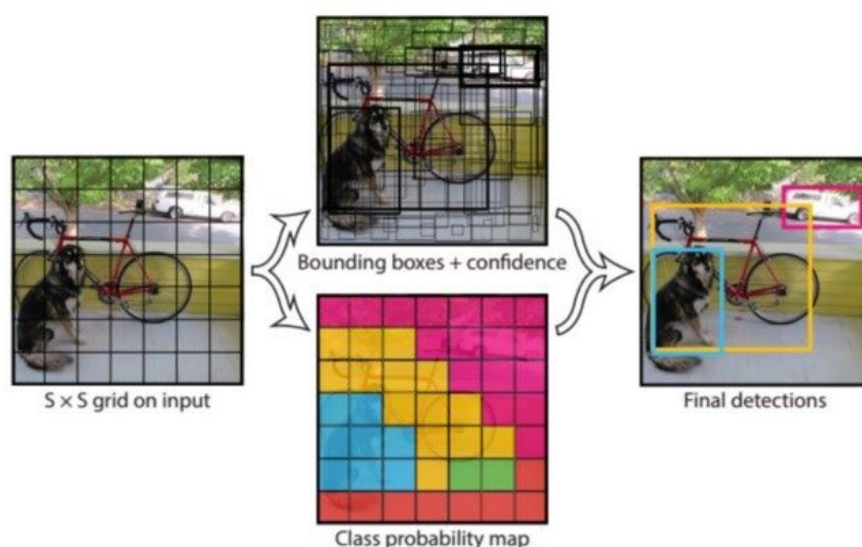 Bounding boxes + confidence
S × S grid on input
Final detections
Class probability map